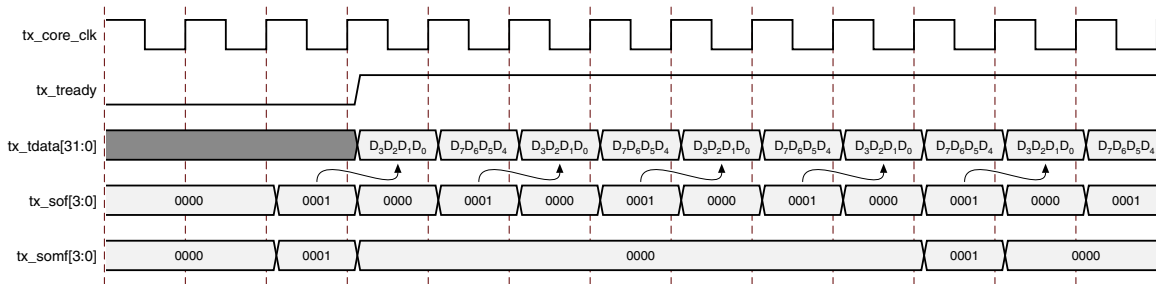 tx_core_clk
tx_tready
tx_tdata[31:0] D₃D₂D₁D₀ D₇D₆D₅D₄ D₃D₂D₁D₀ D₇D₆D₅D₄ D₃D₂D₁D₀ D₇D₆D₅D₄ D₃D₂D₁D₀ D₇D₆D₅D₄ D₃D₂D₁D₀ D₇D₆D₅D₄
tx_sof[3:0] 0000 0001 0000 0001 0000 0001 0000 0001 0000 0001 0000 0001
tx_somf[3:0] 0000 0001 0000 0001 0000